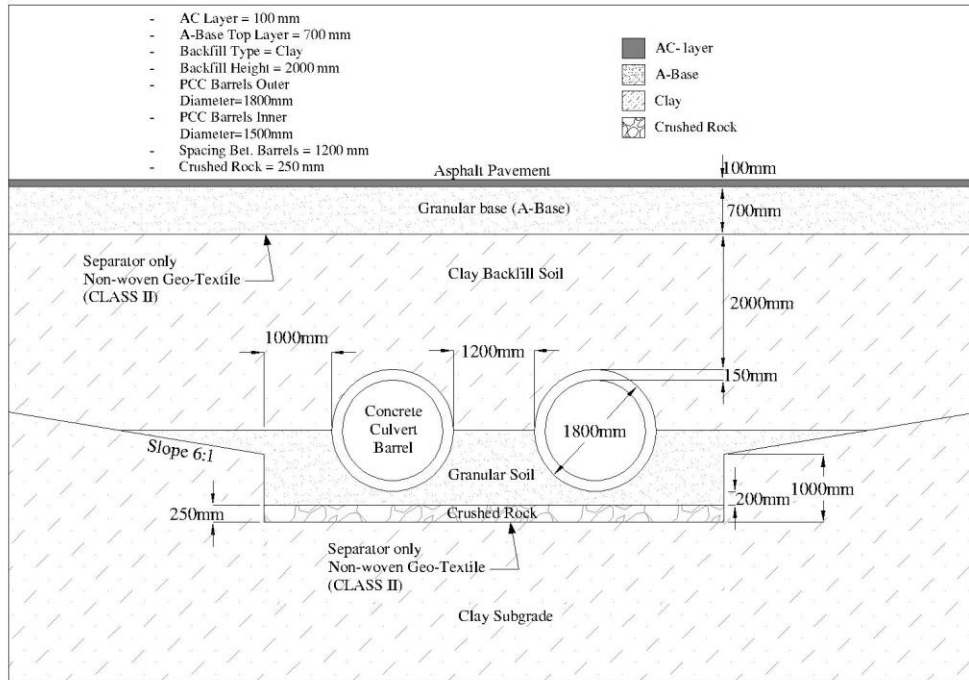 - AC Layer = 100 mm
- A-Base Top Layer = 700 mm
- Backfill Type = Clay
- Backfill Height = 2000 mm
- PCC Barrels Outer
Diameter=1800mm
- PCC Barrels Inner
Diameter=1500mm
- Spacing Bet. Barrels = 1200 mm
- Crushed Rock = 250 mm
AC- layer
A-Base
Clay
Crushed Rock
Asphalt Pavement
100mm
Granular base (A-Base)
700mm
Separator only
Non-woven Geo-Textile
(CLASS II)
Clay Backfill Soil
2000mm
1000mm
1200mm
150mm
Concrete
Culvert
Barrel
1800mm
Slope 6:1
Granular Soil
1000mm
200mm
250mm
Crushed Rock
Separator only
Non-woven Geo-Textile
(CLASS II)
Clay Subgrade